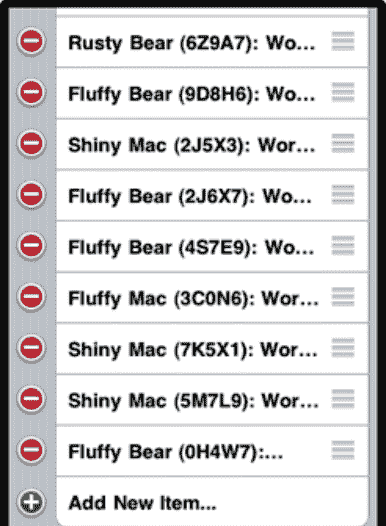 Rusty Bear (6Z9A7): Wo...
Fluffy Bear (9D8H6): Wo...
Shiny Mac (2J5X3): Wor...
Fluffy Bear (2J6X7): Wo...
Fluffy Bear (4S7E9): Wo...
Fluffy Mac (3C0N6): Wor...
Shiny Mac (7K5X1): Wor...
Shiny Mac (5M7L9): Wor...
Fluffy Bear (0H4W7):...
Add New Item...